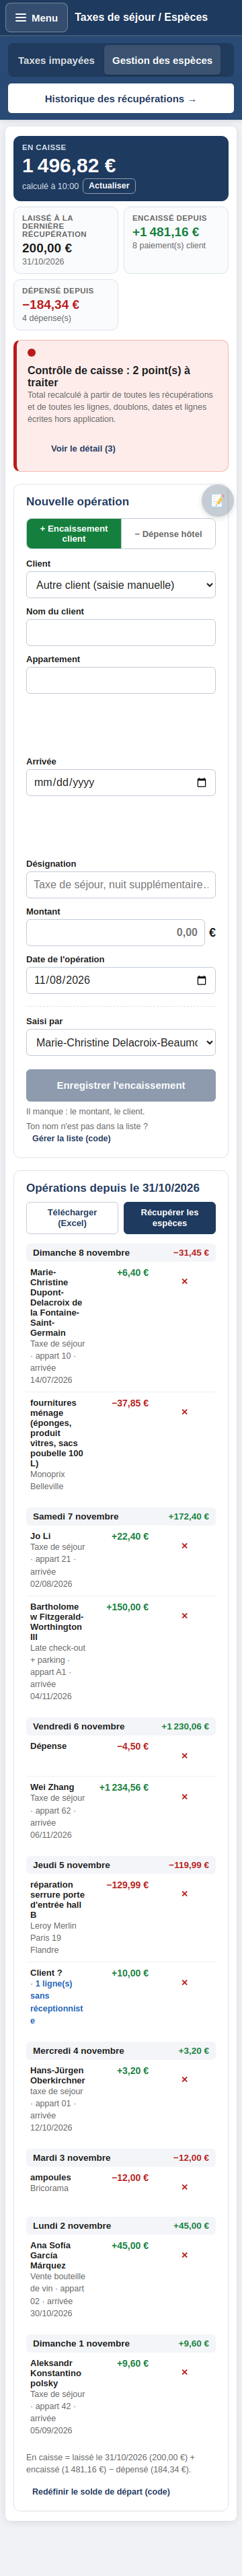 Menu
Taxes de séjour / Espèces
Taxes impayées
Gestion des espèces
Historique des récupérations →
EN CAISSE
1 496,82 €
calculé à 10:00
Actualiser
LAISSÉ À LA
DERNIÈRE
RÉCUPÉRATION
200,00 €
31/10/2026
ENCAISSÉ DEPUIS
+1 481,16 €
8 paiement(s) client
DÉPENSÉ DEPUIS
−184,34 €
4 dépense(s)
Contrôle de caisse : 2 point(s) à
traiter
Total recalculé à partir de toutes les récupérations
et de toutes les lignes, doublons, dates et lignes
écrites hors application.
Voir le détail (3)
Nouvelle opération
+ Encaissement
client
− Dépense hôtel
Client
Autre client (saisie manuelle)
Nom du client
Appartement
Arrivée
mm/dd/yyyy
Désignation
Taxe de séjour, nuit supplémentaire…
Montant
0,00 €
Date de l'opération
11/08/2026
Saisi par
Marie-Christine Delacroix-Beaumo
Enregistrer l'encaissement
Il manque : le montant, le client.
Ton nom n'est pas dans la liste ?
Gérer la liste (code)
Opérations depuis le 31/10/2026
Télécharger
(Excel)
Récupérer les
espèces
Dimanche 8 novembre −31,45 €
Marie-
Christine
Dupont-
Delacroix de
la Fontaine-
Saint-
Germain
+6,40 € ×
Taxe de séjour
· appart 10 ·
arrivée
14/07/2026
fournitures
ménage
(éponges,
produit
vitres, sacs
poubelle 100
L)
−37,85 € ×
Monoprix
Belleville
Samedi 7 novembre +172,40 €
Jo Li +22,40 € ×
Taxe de séjour
· appart 21 ·
arrivée
02/08/2026
Bartholome
w Fitzgerald-
Worthington
III
+150,00 € ×
Late check-out
+ parking ·
appart A1 ·
arrivée
04/11/2026
Vendredi 6 novembre +1 230,06 €
Dépense −4,50 € ×
Wei Zhang +1 234,56 € ×
Taxe de séjour
· appart 62 ·
arrivée
06/11/2026
Jeudi 5 novembre −119,99 €
réparation
serrure porte
d'entrée hall
B
−129,99 € ×
Leroy Merlin
Paris 19
Flandre
Client ? +10,00 € ×
· 1 ligne(s)
sans
réceptionnist
e
Mercredi 4 novembre +3,20 €
Hans-Jürgen
Oberkirchner
+3,20 € ×
taxe de sejour
· appart 01 ·
arrivée
12/10/2026
Mardi 3 novembre −12,00 €
ampoules −12,00 € ×
Bricorama
Lundi 2 novembre +45,00 €
Ana Sofía
García
Márquez
+45,00 € ×
Vente bouteille
de vin · appart
02 · arrivée
30/10/2026
Dimanche 1 novembre +9,60 €
Aleksandr
Konstantino
polsky
+9,60 € ×
Taxe de séjour
· appart 42 ·
arrivée
05/09/2026
En caisse = laissé le 31/10/2026 (200,00 €) +
encaissé (1 481,16 €) − dépensé (184,34 €).
Redéfinir le solde de départ (code)